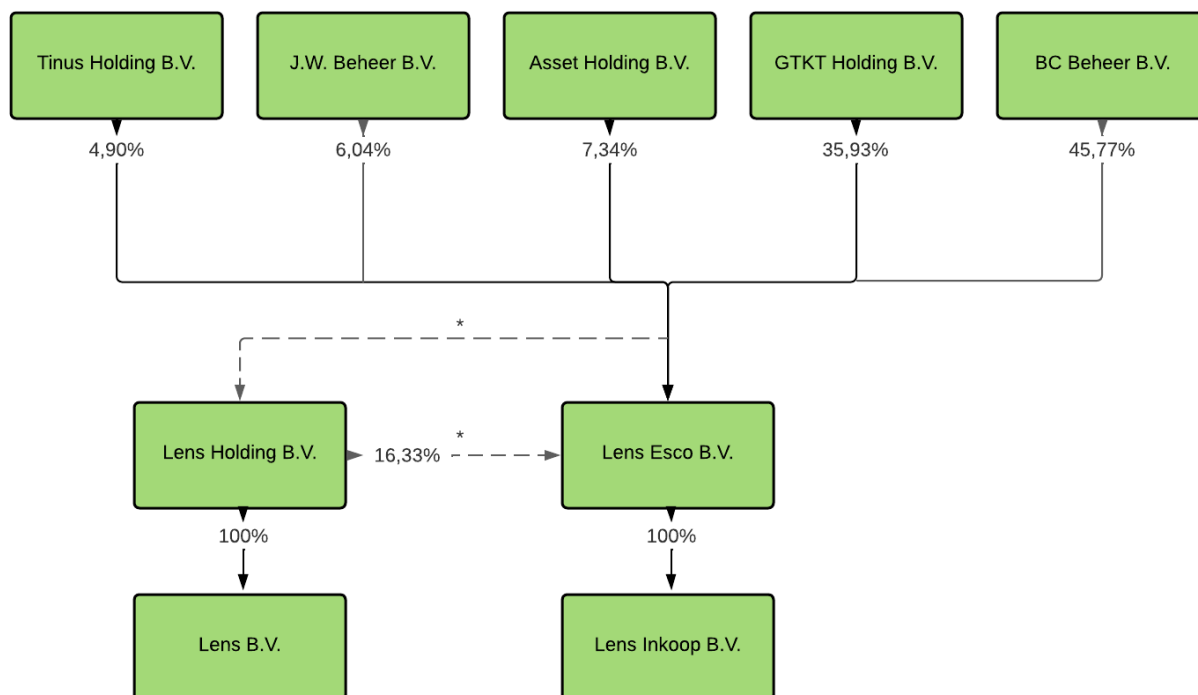 Tinus Holding B.V.
J.W. Beheer B.V.
Asset Holding B.V.
GTKT Holding B.V.
BC Beheer B.V.
4,90%
6,04%
7,34%
35,93%
45,77%
*
Lens Holding B.V.
*
16,33%
Lens Esco B.V.
100%
100%
Lens B.V.
Lens Inkoop B.V.